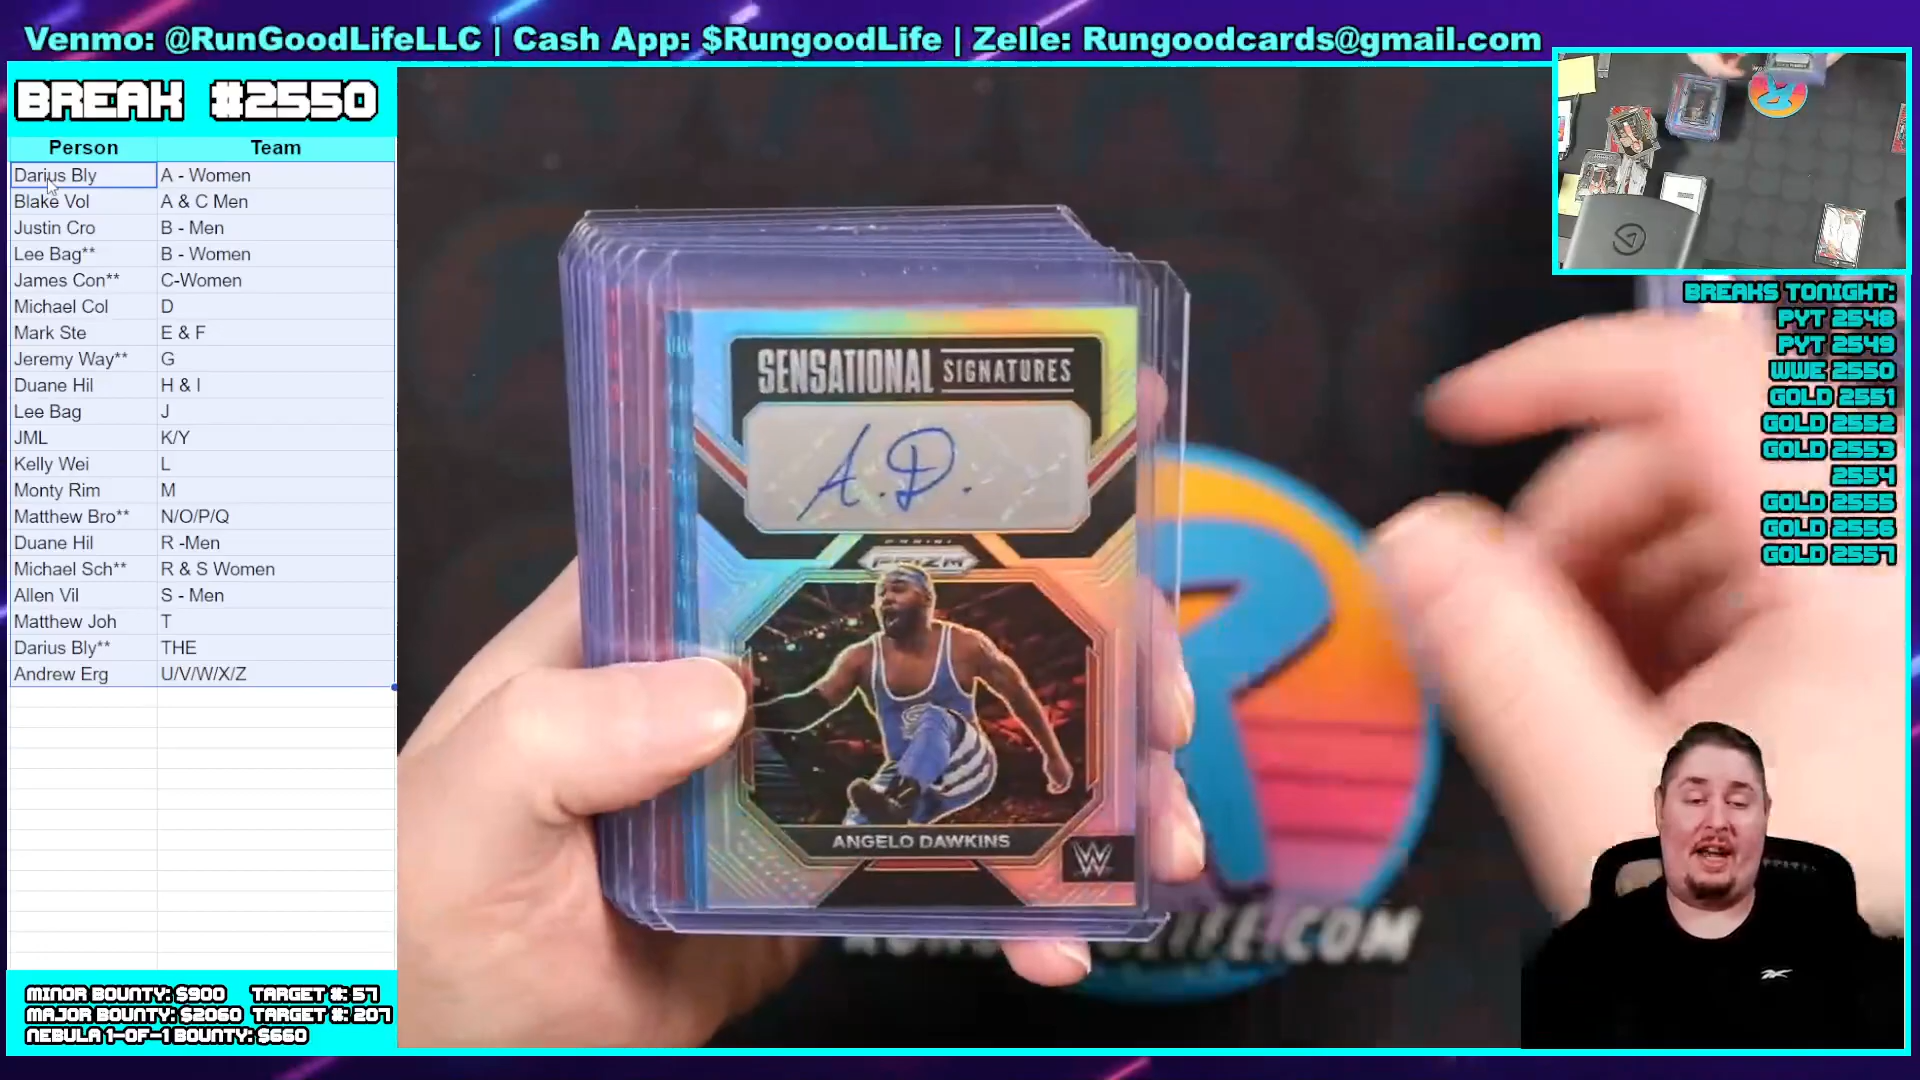 Venmo: @RunGoodLifeLLC | Cash App: $RungoodLife | Zelle: Rungoodcards@gmail.com
BREAK #2550
Person Team
Darius Bly A - Women
Blake Vol A & C Men
Justin Cro B - Men
Lee Bag** B - Women
James Con** C-Women
Michael Col D
Mark Ste E & F
Jeremy Way** G
Duane Hil H & I
Lee Bag J
JML K/Y
Kelly Wei L
Monty Rim M
Matthew Bro** N/O/P/Q
Duane Hil R -Men
Michael Sch** R & S Women
Allen Vil S - Men
Matthew Joh T
Darius Bly** THE
Andrew Erg U/V/W/X/Z
MINOR BOUNTY: $900 TARGET #: 57
MAJOR BOUNTY: $2060 TARGET #: 207
NEBULA 1-OF-1 BOUNTY: $660
SENSATIONAL SIGNATURES
A.D.
PANINI
PRIZM
ANGELO DAWKINS
W
R
LIFE.COM
BREAKS TONIGHT:
PYT 2548
PYT 2549
WWE 2550
GOLD 2551
GOLD 2552
GOLD 2553
2554
GOLD 2555
GOLD 2556
GOLD 2557